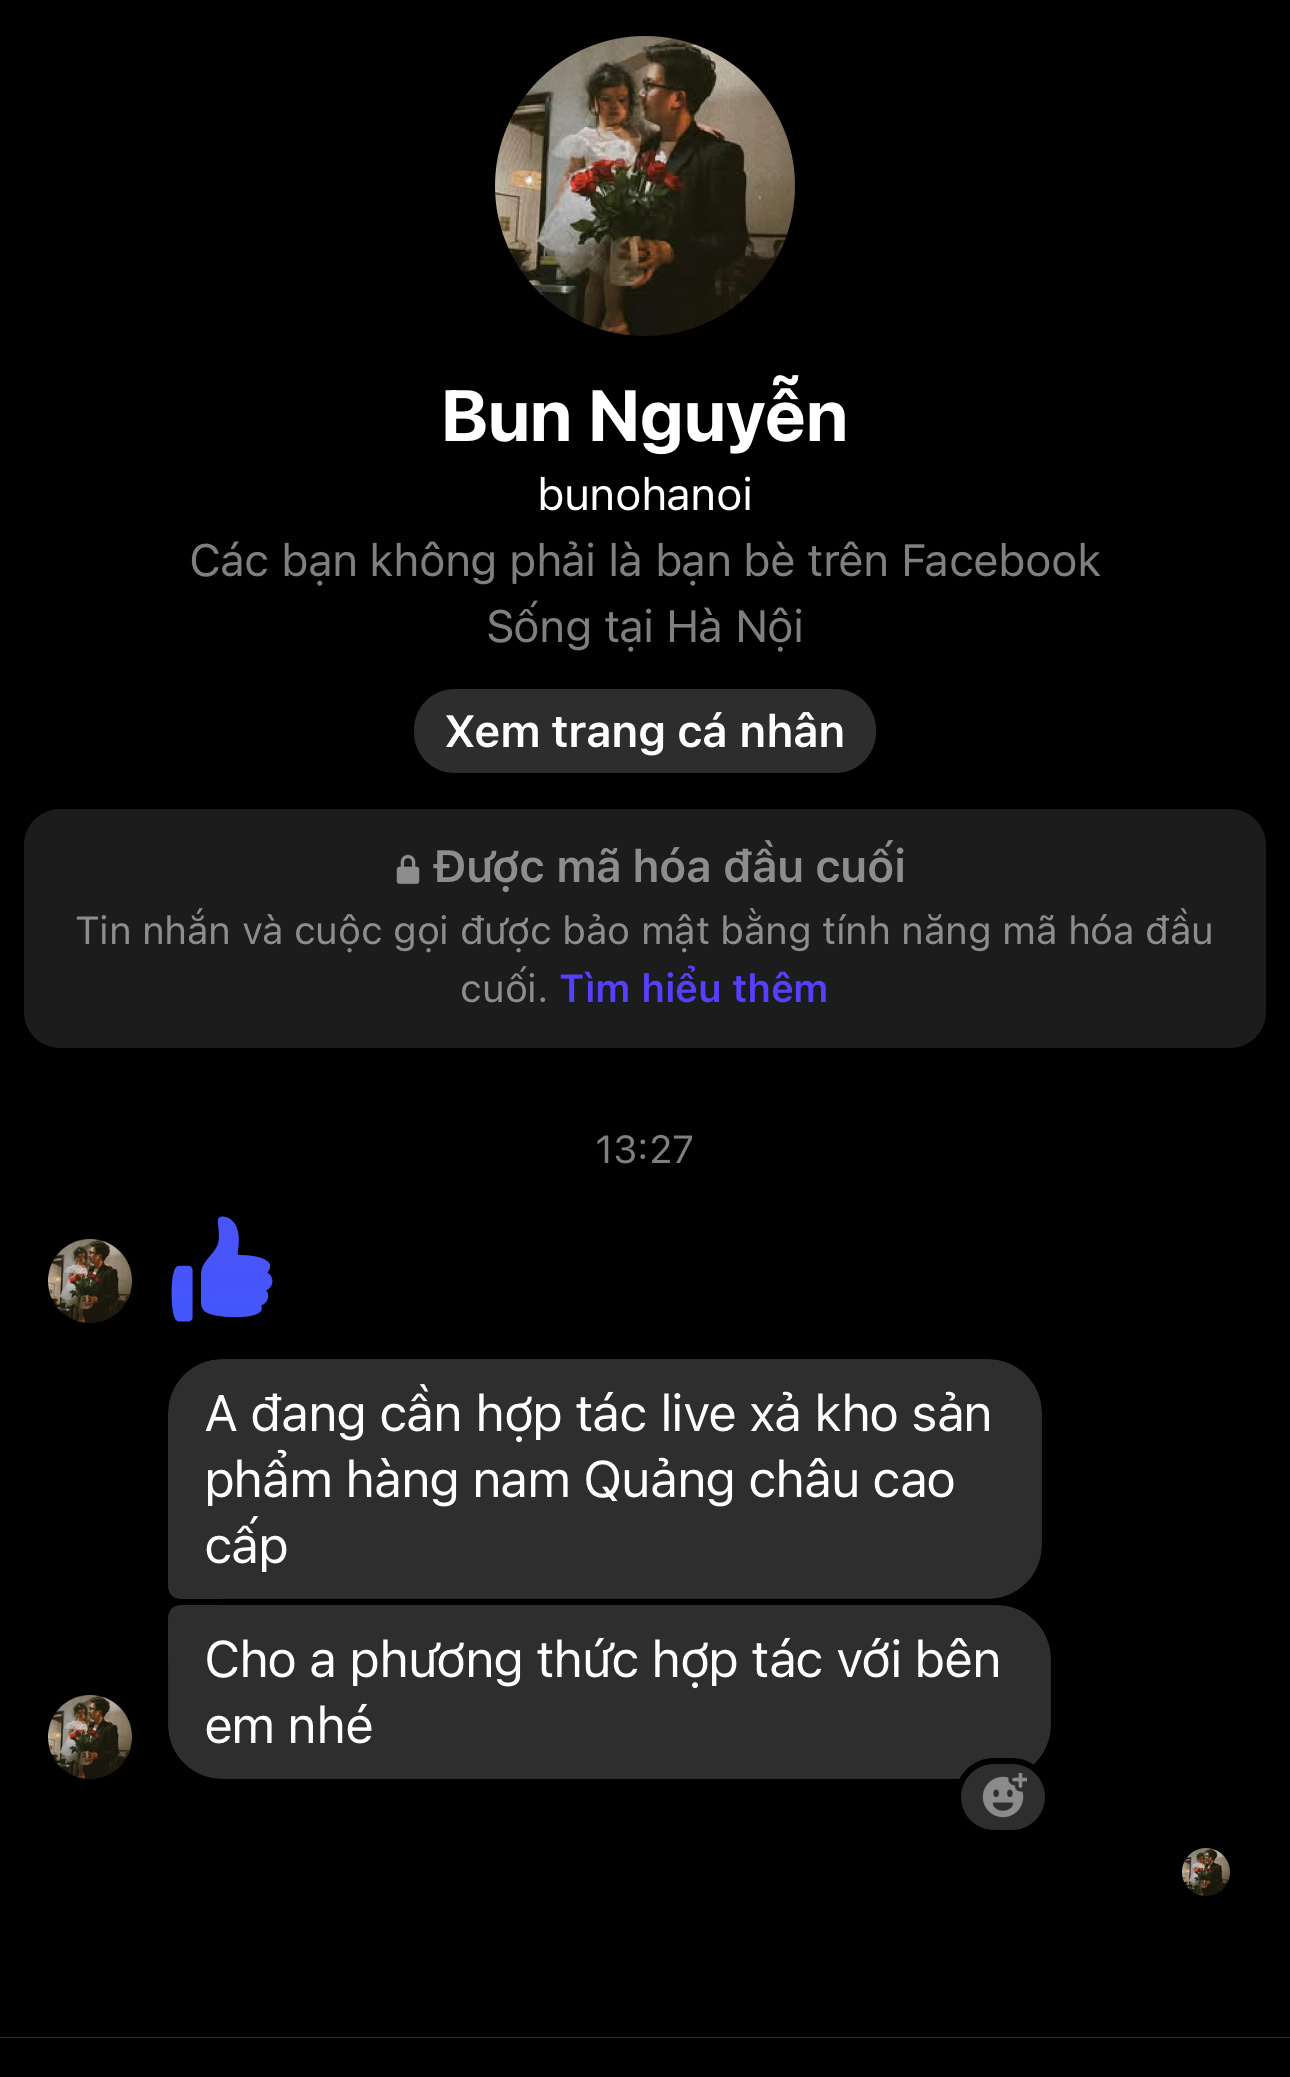 Bun Nguyễn
bunohanoi
Các bạn không phải là bạn bè trên Facebook
Sống tại Hà Nội
Xem trang cá nhân
Được mã hóa đầu cuối
Tin nhắn và cuộc gọi được bảo mật bằng tính năng mã hóa đầu
cuối. Tìm hiểu thêm
13:27
A đang cần hợp tác live xả kho sản
phẩm hàng nam Quảng châu cao
cấp
Cho a phương thức hợp tác với bên
em nhé